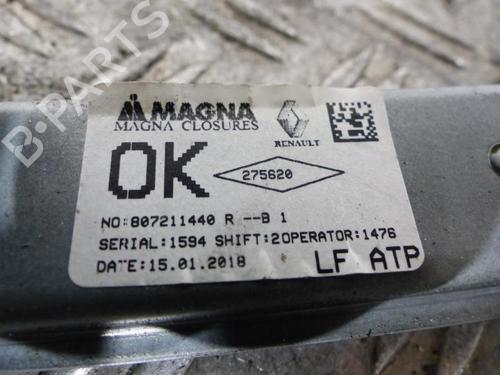 B-PARTS
MAGNA
MAGNA CLOSURES
RENAULT
OK
275620
NO:807211440 R --B 1
SERIAL:1594 SHIFT:2OPERATOR:1476
DATE:15.01.2018
LF ATP